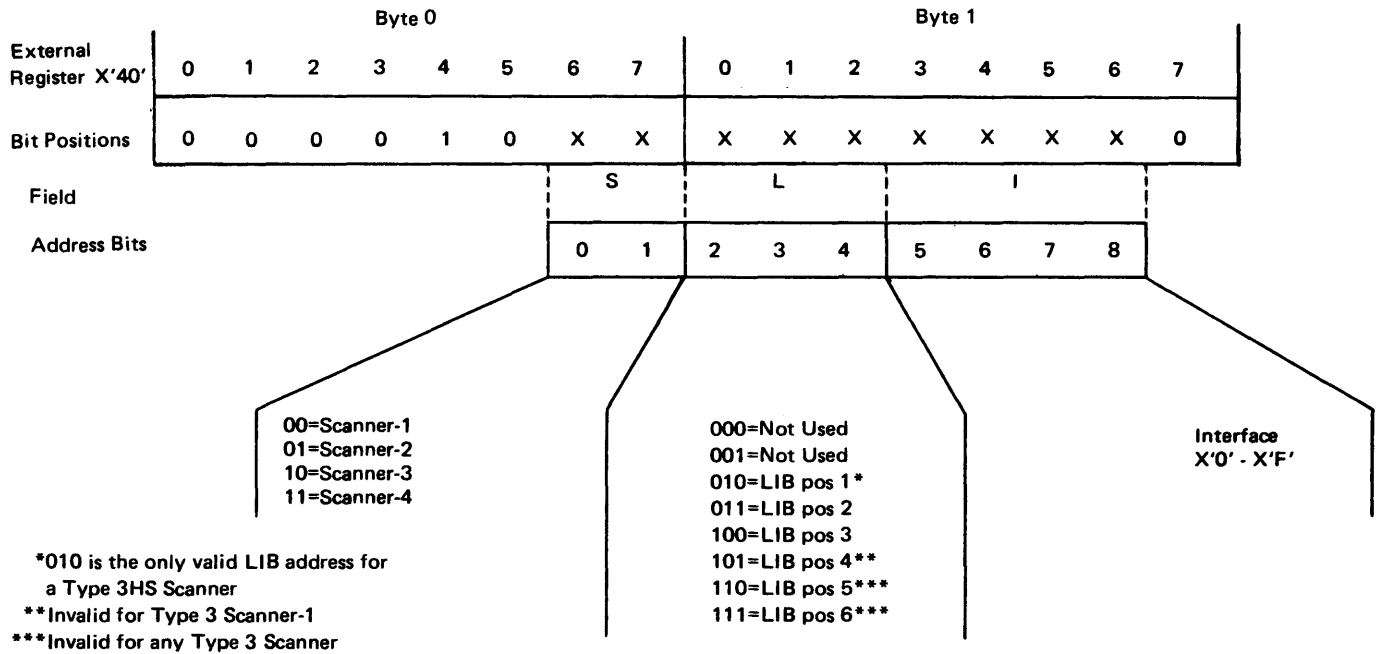 Byte 0 Byte 1
External
Register X'40' 0 1 2 3 4 5 6 7 0 1 2 3 4 5 6 7
Bit Positions 0 0 0 0 1 0 X X X X X X X X X 0
Field S L I
Address Bits 0 1 2 3 4 5 6 7 8
00=Scanner-1
01=Scanner-2
10=Scanner-3
11=Scanner-4
000=Not Used
001=Not Used
010=LIB pos 1*
011=LIB pos 2
100=LIB pos 3
101=LIB pos 4**
110=LIB pos 5***
111=LIB pos 6***
Interface
X'0' - X'F'
*010 is the only valid LIB address for
a Type 3HS Scanner
**Invalid for Type 3 Scanner-1
***Invalid for any Type 3 Scanner